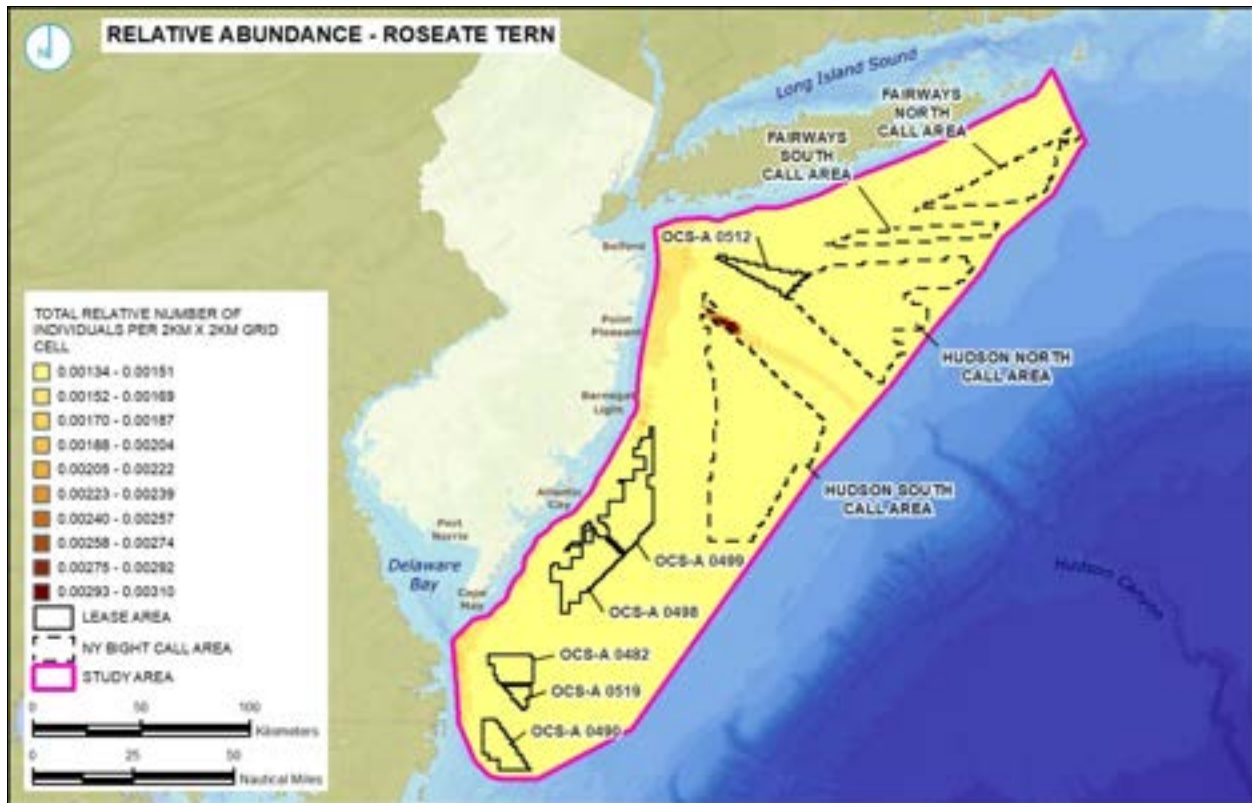 RELATIVE ABUNDANCE - ROSEATE TERN
Long Island Sound
FAIRWAYS
NORTH
CALL AREA
FAIRWAYS
SOUTH
CALL AREA
OCS-A 0512
Belford
Point
Pleasant
Barnegat
Light
HUDSON NORTH
CALL AREA
HUDSON SOUTH
CALL AREA
Atlantic
City
Port
Norris
Delaware
Bay
Cape
May
OCS-A 0499
OCS-A 0498
OCS-A 0482
OCS-A 0519
OCS-A 0490
Hudson Canyon
TOTAL RELATIVE NUMBER OF
INDIVIDUALS PER 2KM X 2KM GRID
CELL
0.00134 - 0.00151
0.00152 - 0.00169
0.00170 - 0.00187
0.00188 - 0.00204
0.00205 - 0.00222
0.00223 - 0.00239
0.00240 - 0.00257
0.00258 - 0.00274
0.00275 - 0.00292
0.00293 - 0.00310
LEASE AREA
NY BIGHT CALL AREA
STUDY AREA
0 50 100
Kilometers
0 25 50
Nautical Miles